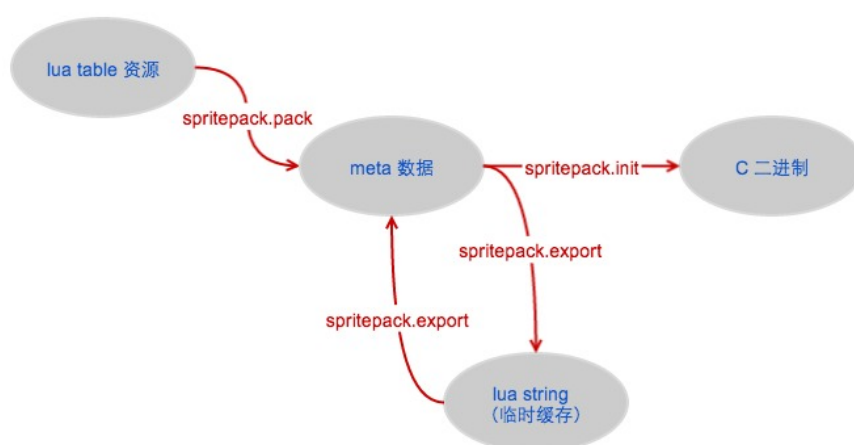 lua table 资源
spritepack.pack
meta 数据
spritepack.init
C 二进制
spritepack.export
spritepack.export
lua string
（临时缓存）